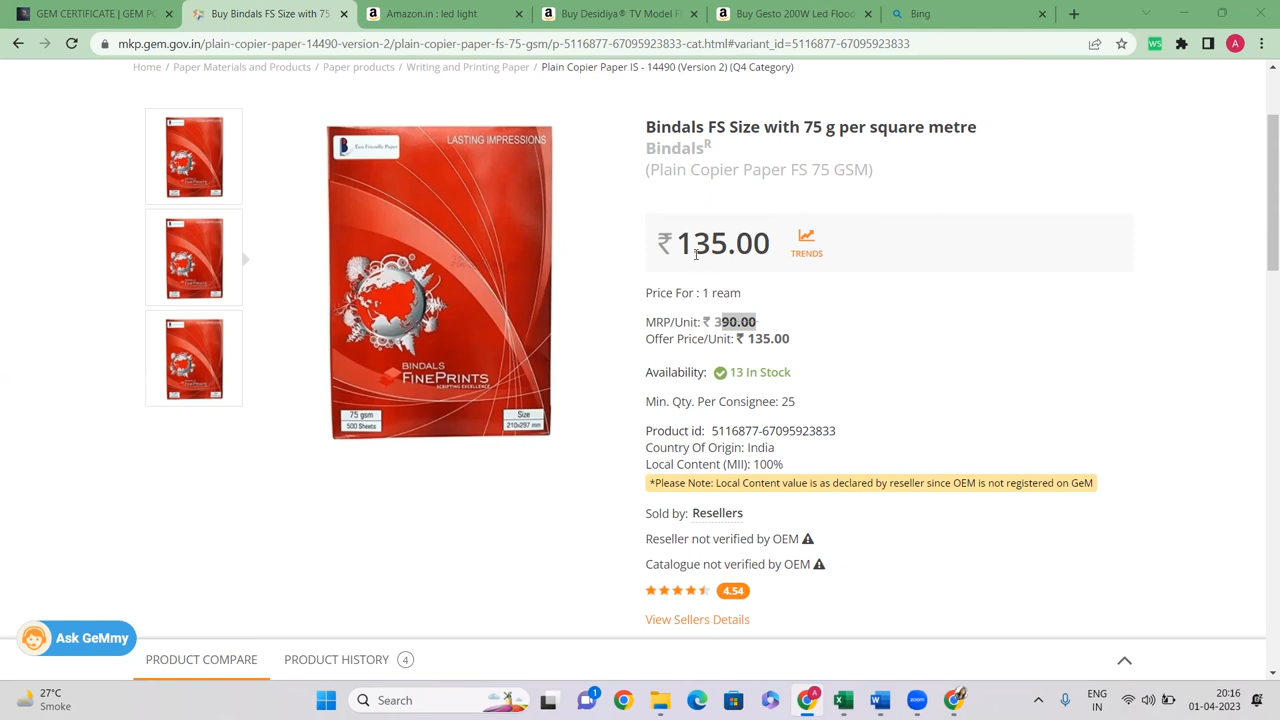 GEM CERTIFICATE | GEM PC
Buy Bindals FS Size with 75
Amazon.in : led light
Buy Desidiya® TV Model F
Buy Gesto 200W Led Flood
Bing
mkp.gem.gov.in/plain-copier-paper-14490-version-2/plain-copier-paper-fs-75-gsm/p-5116877-67095923833-cat.html#variant_id=5116877-67095923833
WS
A
Home / Paper Materials and Products / Paper products / Writing and Printing Paper / Plain Copier Paper IS - 14490 (Version 2) (Q4 Category)
Eco Friendly Paper
LASTING IMPRESSIONS
BINDALS
FINEPRINTS
SCRIPTING EXCELLENCE
75 gsm
500 Sheets
Size
210x297 mm
Bindals FS Size with 75 g per square metre
Bindals^R
(Plain Copier Paper FS 75 GSM)
₹ 135.00
TRENDS
Price For : 1 ream
MRP/Unit: ₹ 390.00
Offer Price/Unit: ₹ 135.00
Availability: 13 In Stock
Min. Qty. Per Consignee: 25
Product id: 5116877-67095923833
Country Of Origin: India
Local Content (MII): 100%
*Please Note: Local Content value is as declared by reseller since OEM is not registered on GeM
Sold by: Resellers
Reseller not verified by OEM
Catalogue not verified by OEM
4.54
View Sellers Details
Ask GeMmy
PRODUCT COMPARE
PRODUCT HISTORY 4
27°C
Smoke
Search
1
A
zoom
ENG
IN
20:16
01-04-2023